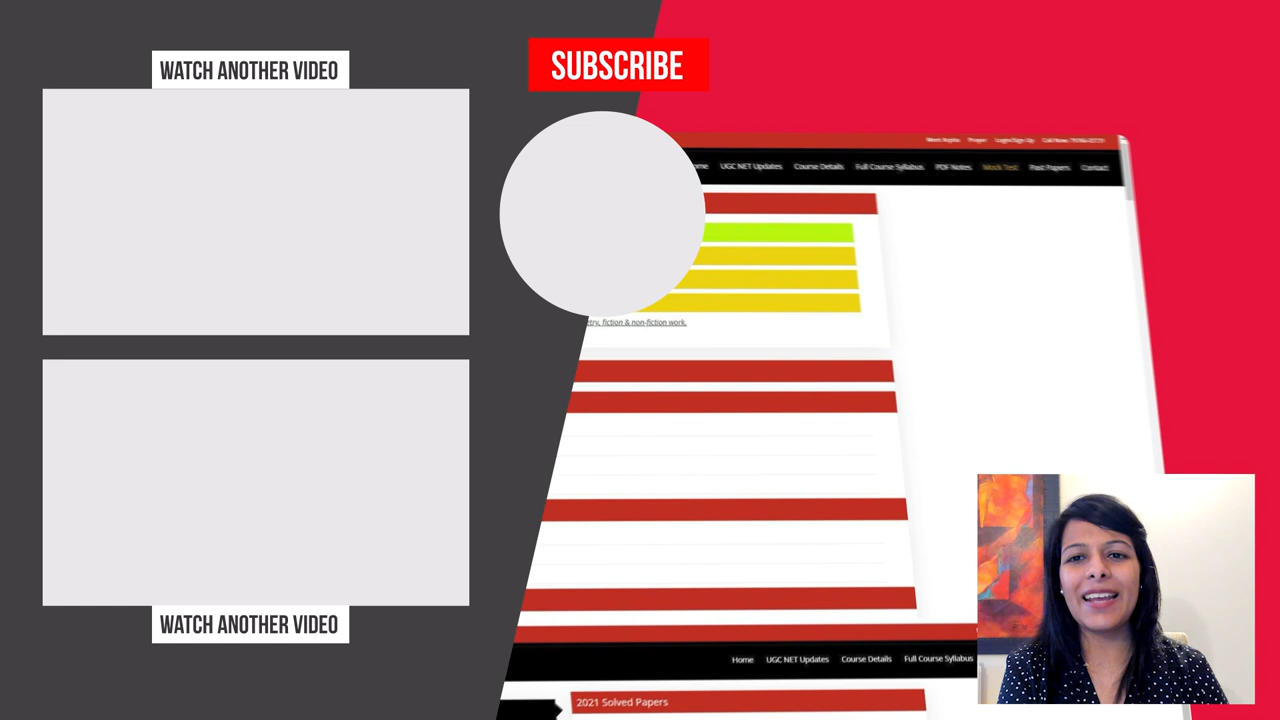 WATCH ANOTHER VIDEO
SUBSCRIBE
UGC NET Updates Course Details Full Course Syllabus PDF Notes Mock Test Past Papers Contact
fiction & non-fiction work.
WATCH ANOTHER VIDEO
Home UGC NET Updates Course Details Full Course Syllabus
2021 Solved Papers